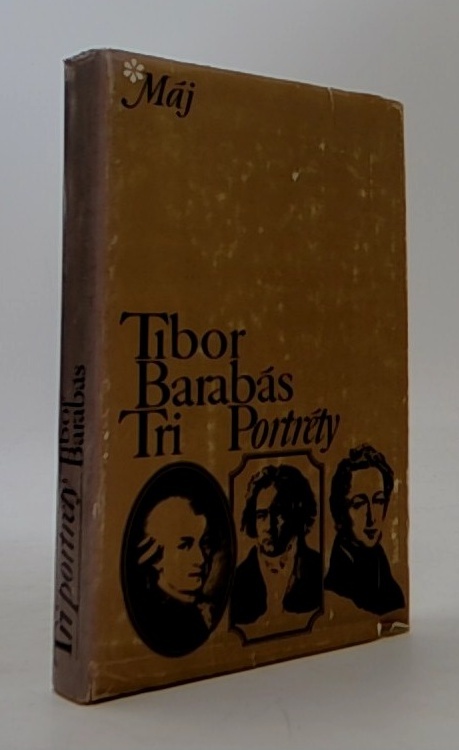 Máj
Tibor
Barabás
Tri Portréty
Tri portréty Tibor
Barabás